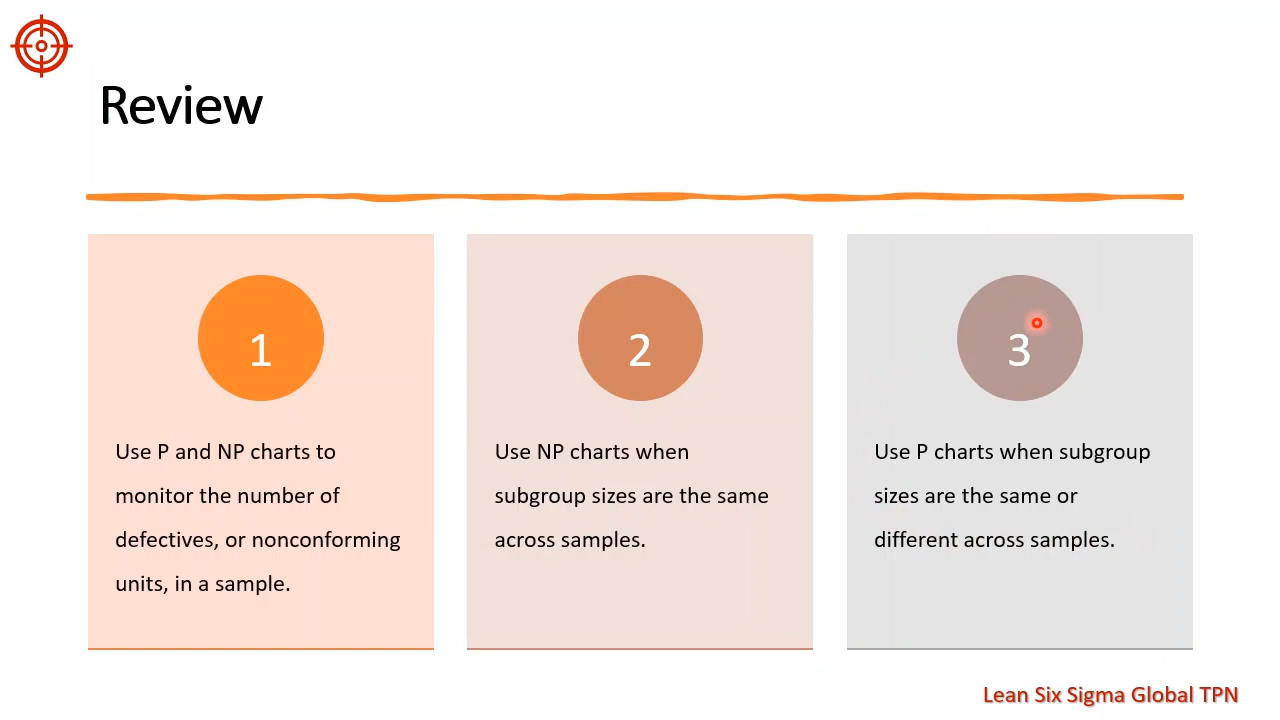 Review
1
Use P and NP charts to
monitor the number of
defectives, or nonconforming
units, in a sample.
2
Use NP charts when
subgroup sizes are the same
across samples.
3
Use P charts when subgroup
sizes are the same or
different across samples.
Lean Six Sigma Global TPN